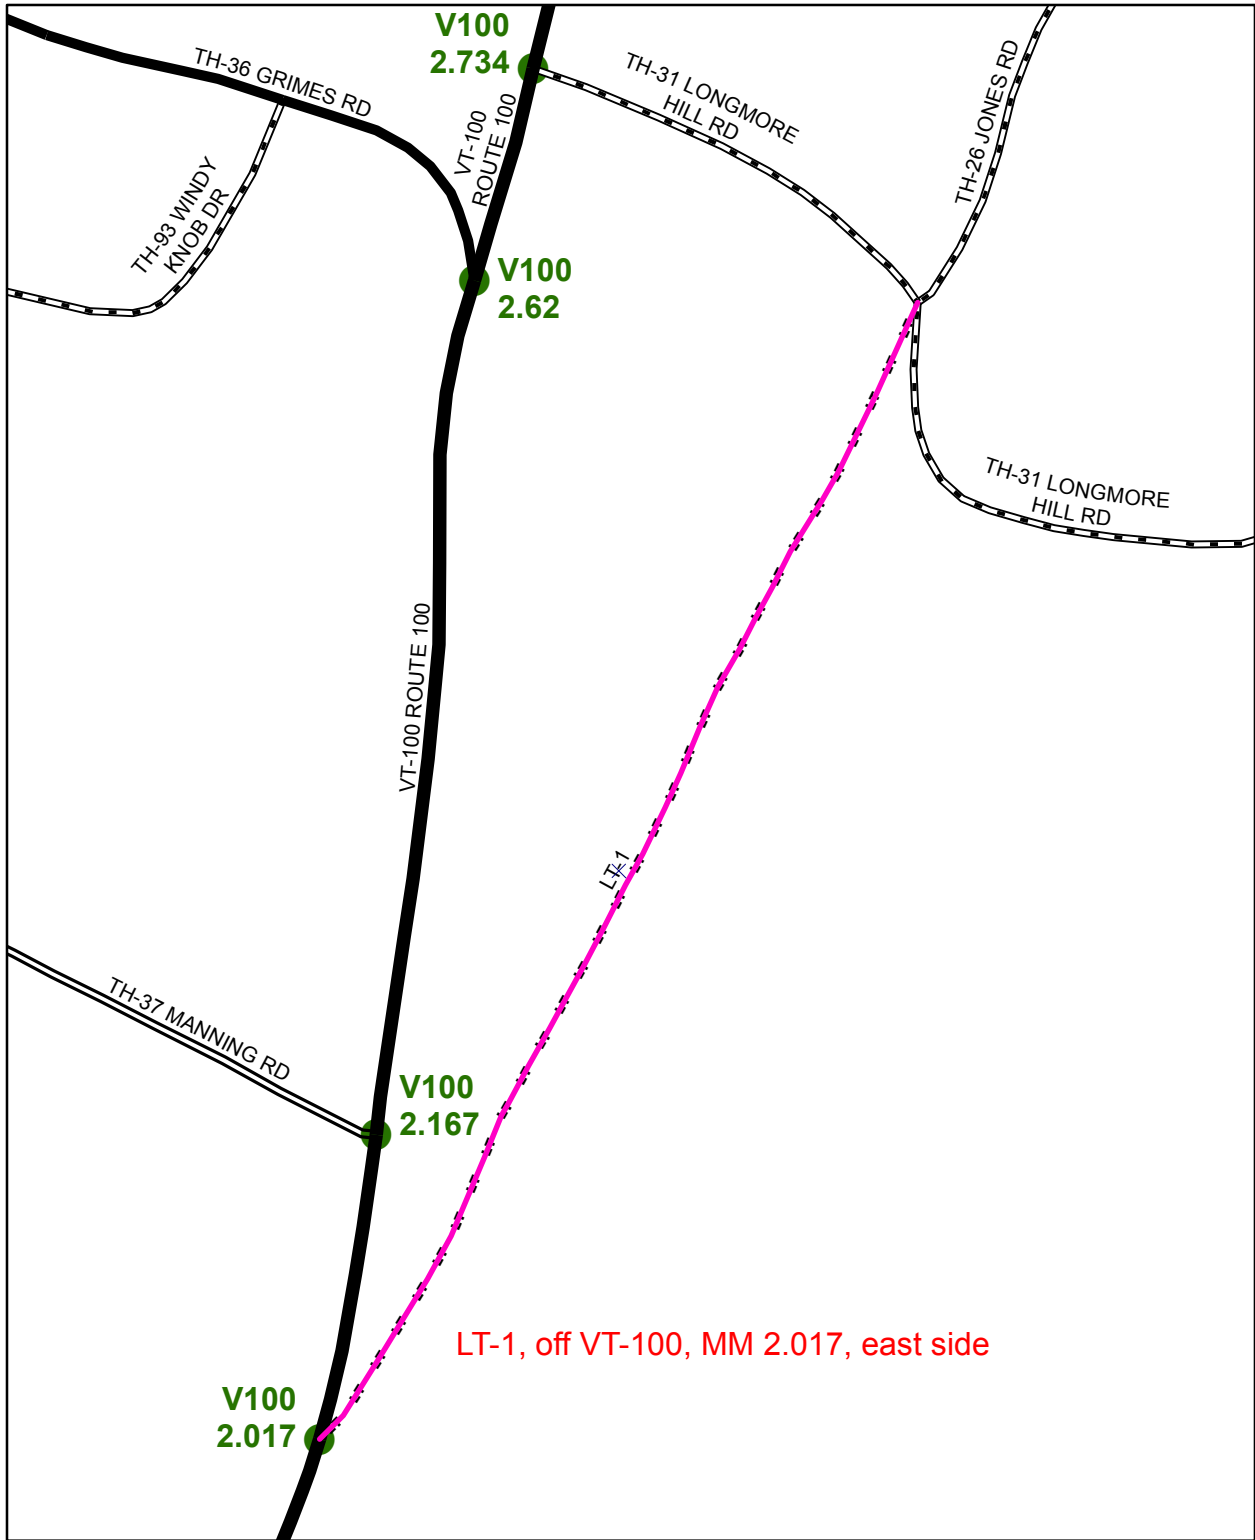 V100
2.734
TH-36 GRIMES RD
VT-100
ROUTE 100
TH-31 LONGMORE
HILL RD
TH-26 JONES RD
TH-93 WINDY
KNOB DR
V100
2.62
TH-31 LONGMORE
HILL RD
VT-100 ROUTE 100
LT-1
TH-37 MANNING RD
V100
2.167
LT-1, off VT-100, MM 2.017, east side
V100
2.017